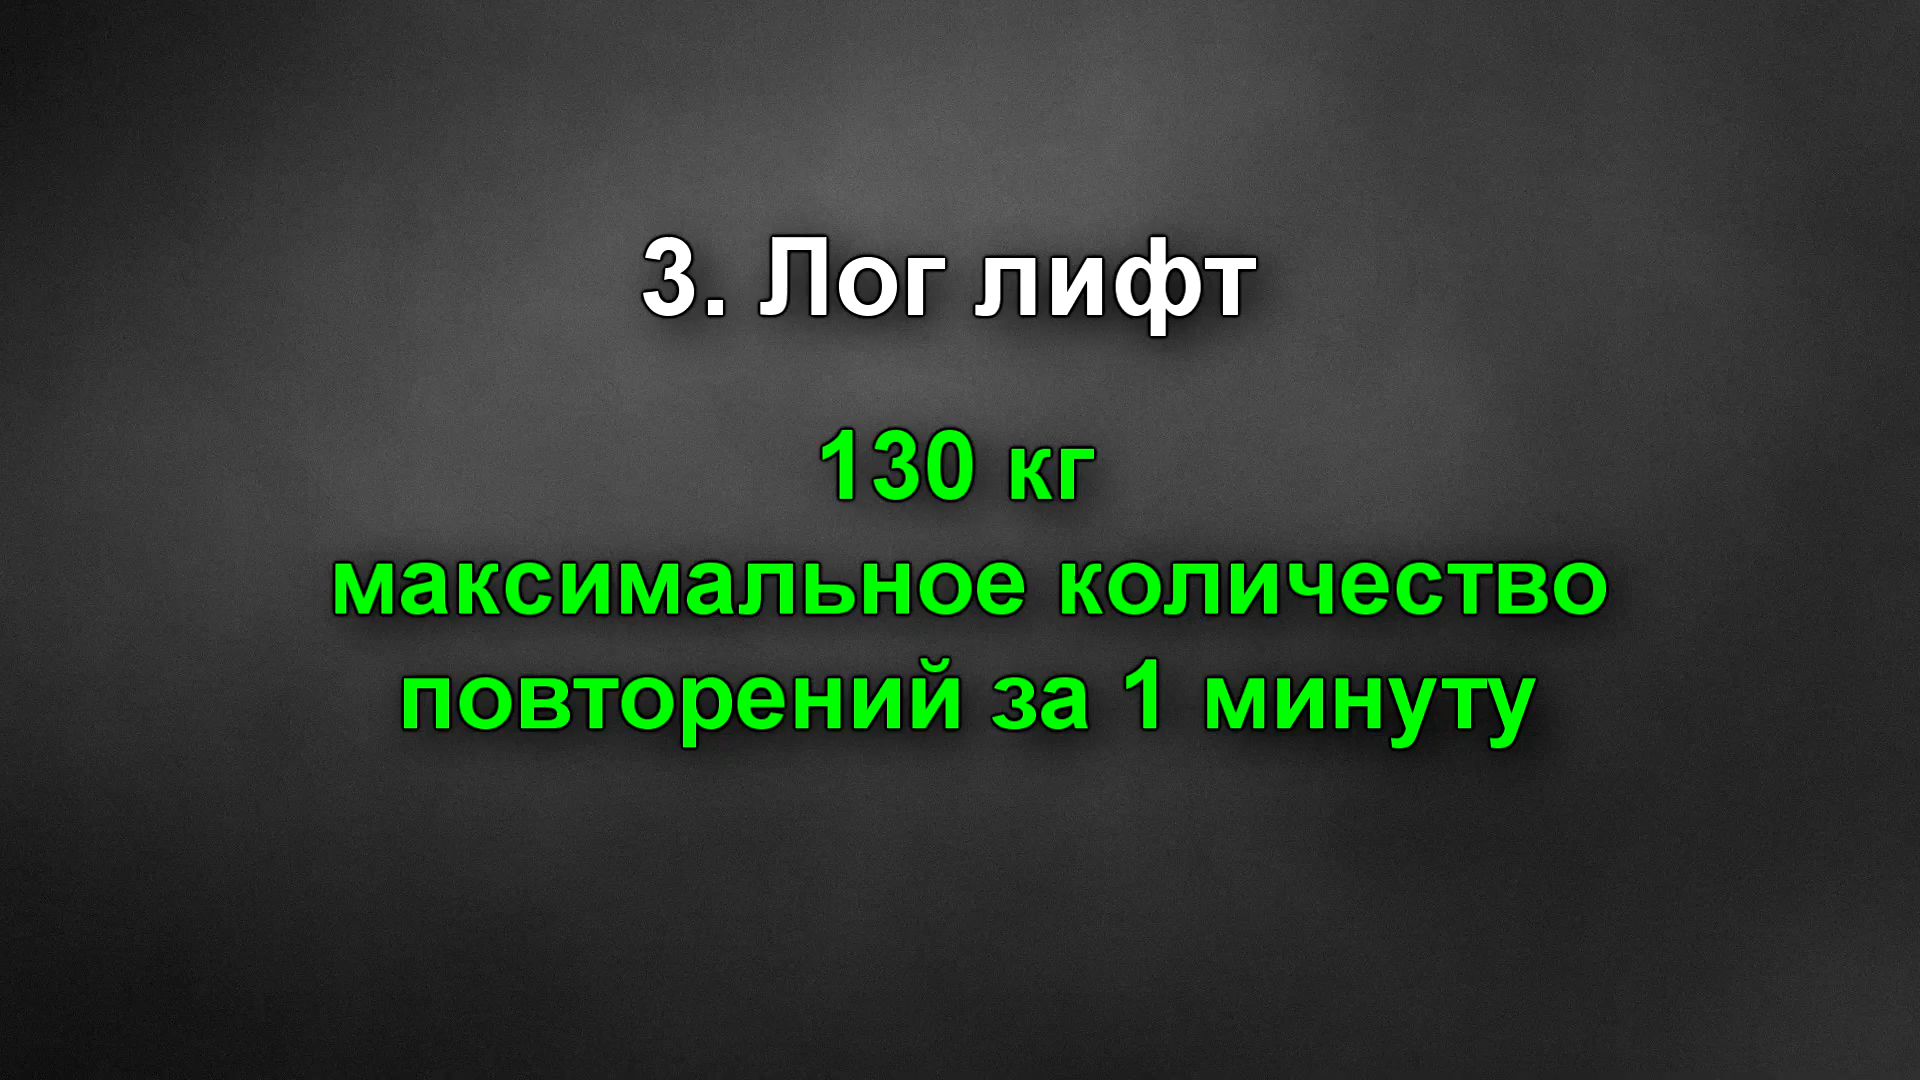 3. Лог лифт
130 кг
максимальное количество
повторений за 1 минуту